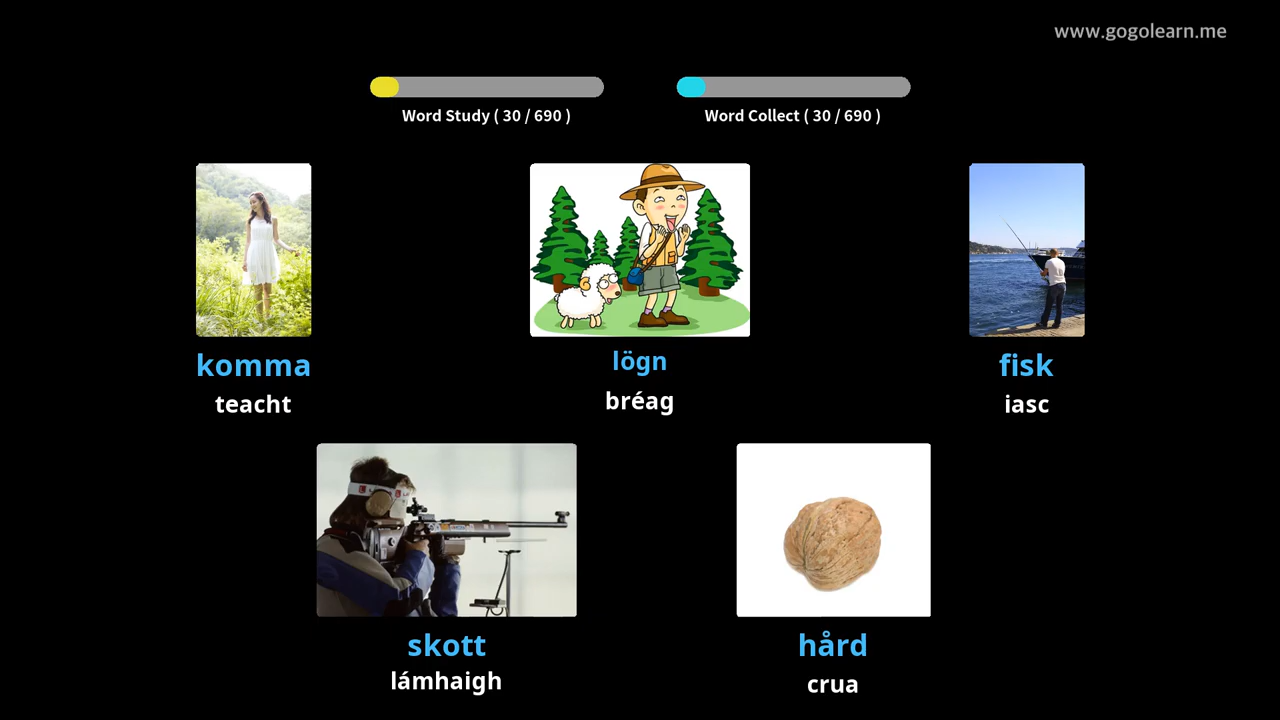 www.gogolearn.me
Word Study ( 30 / 690 )
Word Collect ( 30 / 690 )
komma
teacht
lögn
bréag
fisk
iasc
skott
lámhaigh
hård
crua